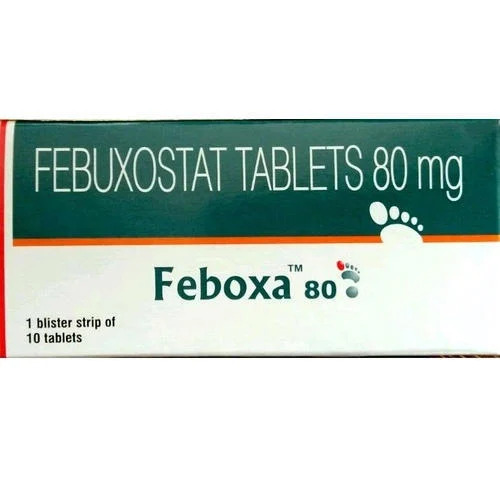 FEBUXOSTAT TABLETS 80 mg
Feboxa™ 80
1 blister strip of
10 tablets